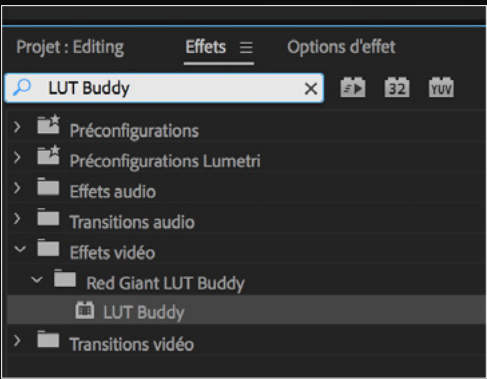 Projet : Editing Effets Options d'effet
LUT Buddy 32 YUV
Préconfigurations
Préconfigurations Lumetri
Effets audio
Transitions audio
Effets vidéo
Red Giant LUT Buddy
LUT Buddy
Transitions vidéo